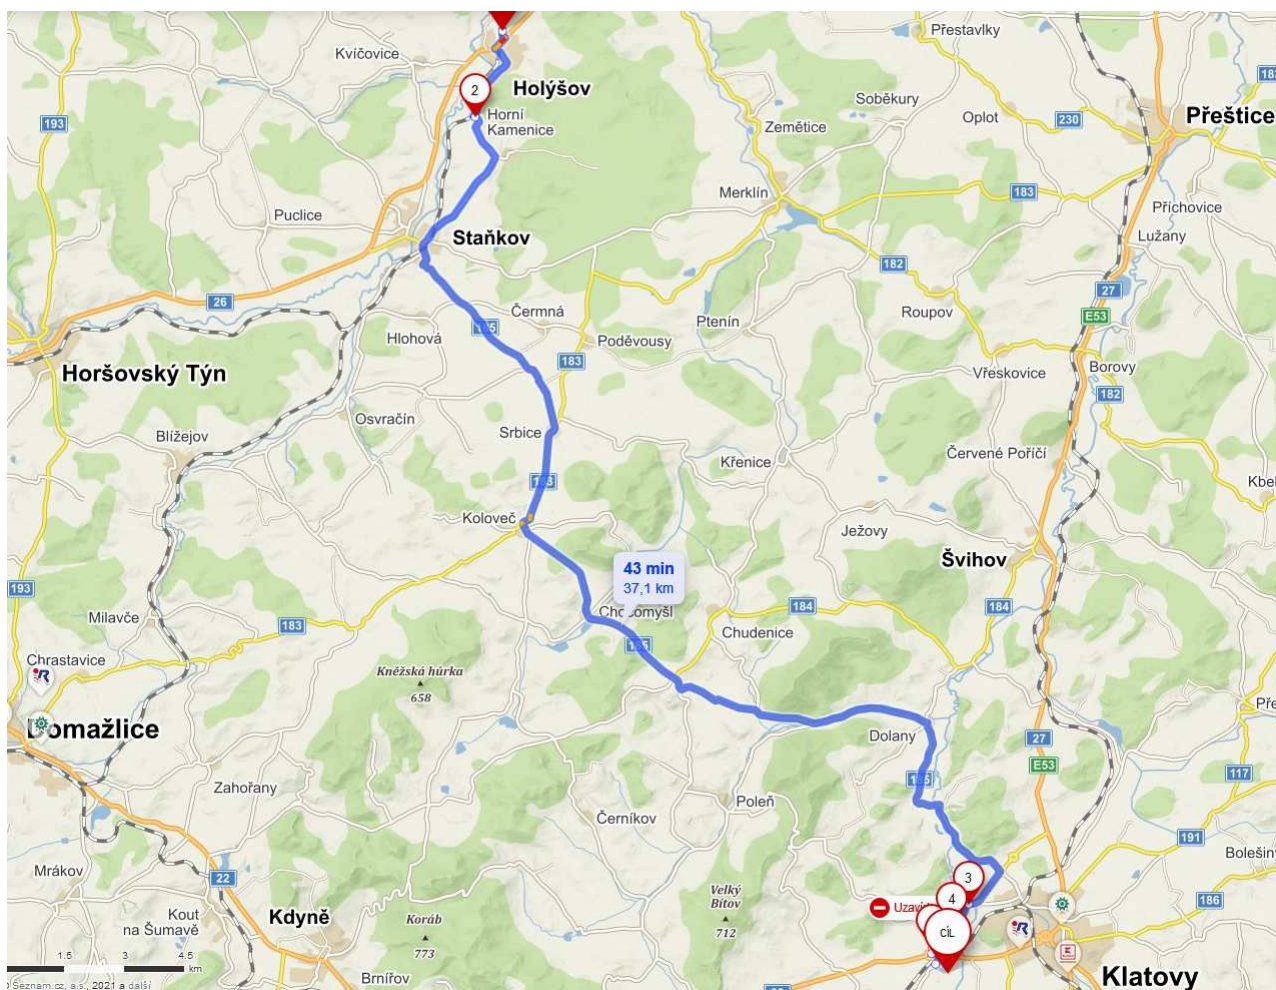 Přestavlky
Kvíčovice
183
Holýšov
2
Soběkury
193
Horní
Kamenice
Oplot
230
Přeštice
Zemětice
Merklín
183
Puclice
Příchovice
Staňkov
Lužany
182
26
27
Čermná
Roupov
E53
Ptenín
Hlohová
Poděvousy
183
Horšovský Týn
Vřeskovice
Borovy
182
Osvračín
Blížejov
Srbice
Křenice
Červené Poříčí
Koloveč
Ježovy
Švihov
43 min
37,1 km
193
184
184
Milavče
183
Chudenice
Chrastavice
Kněžská hůrka
658
Domažlice
Dolany
27
E53
117
Zahořany
Poleň
Černíkov
191
Bolešiny
Mrákov
22
3
Velký
Bítov
712
4
186
Kout
na Šumavě
Kdyně
Koráb
773
CÍL
1.5
3
4.5
km
Brnířov
Klatovy
Seznam.cz, a.s., 2021 a další